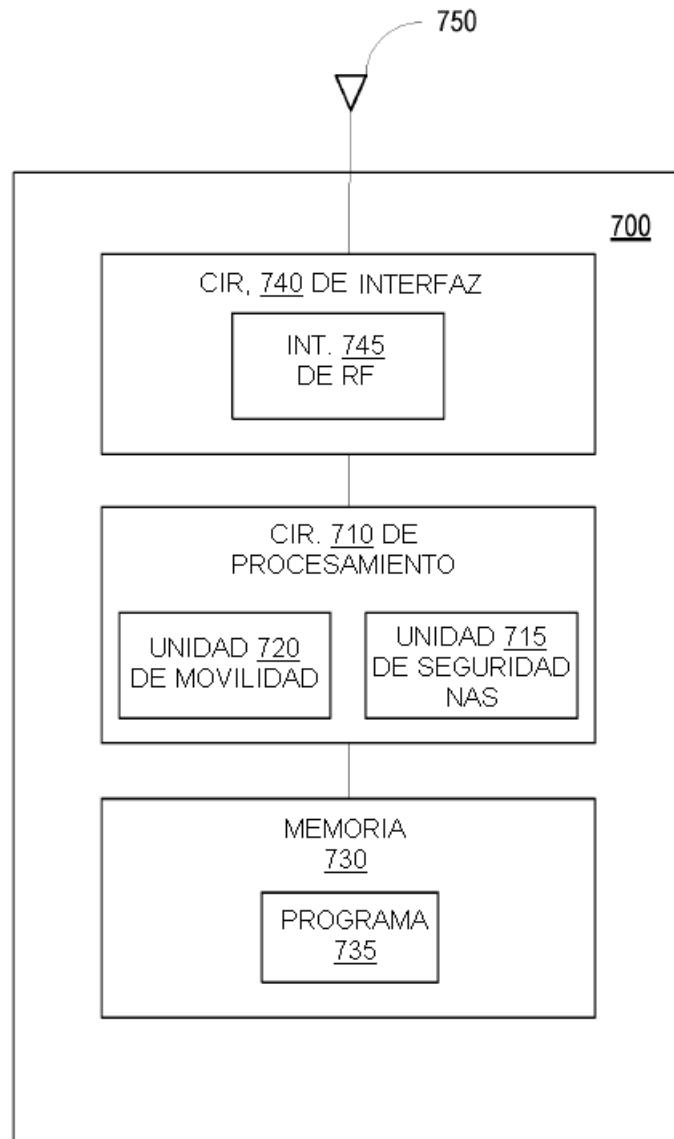 750
700
CIR, 740 DE INTERFAZ
INT. 745
DE RF
CIR. 710 DE
PROCESAMIENTO
UNIDAD 720
DE MOVILIDAD
UNIDAD 715
DE SEGURIDAD
NAS
MEMORIA
730
PROGRAMA
735